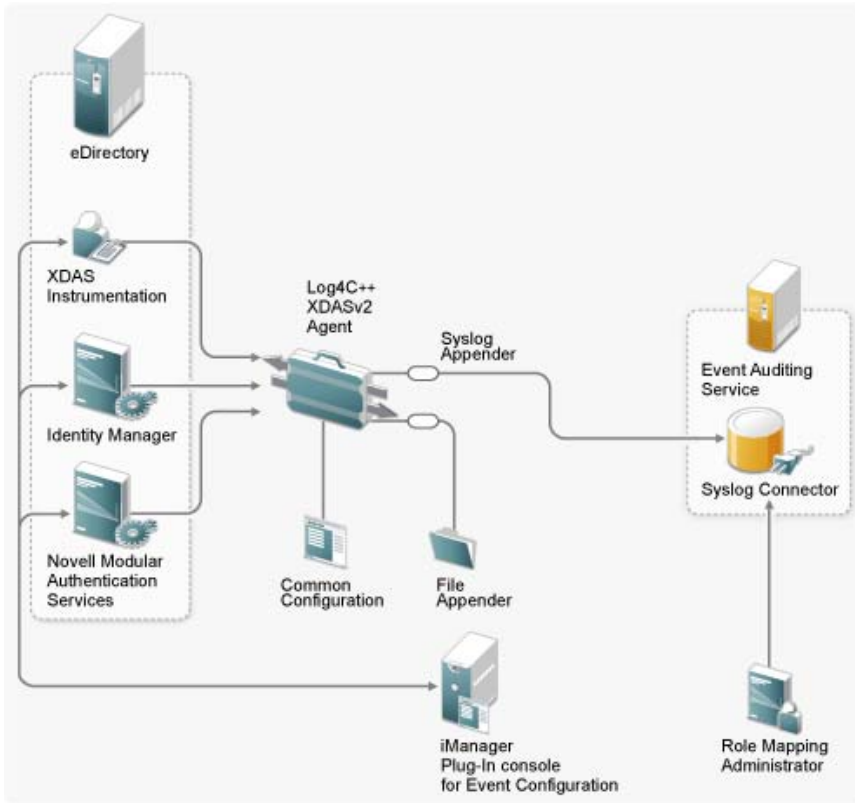 eDirectory
XDAS
Instrumentation
Identity Manager
Novell Modular
Authentication
Services
Log4C++
XDASv2
Agent
Syslog
Appender
Common
Configuration
File
Appender
Event Auditing
Service
Syslog Connector
iManager
Plug-In console
for Event Configuration
Role Mapping
Administrator